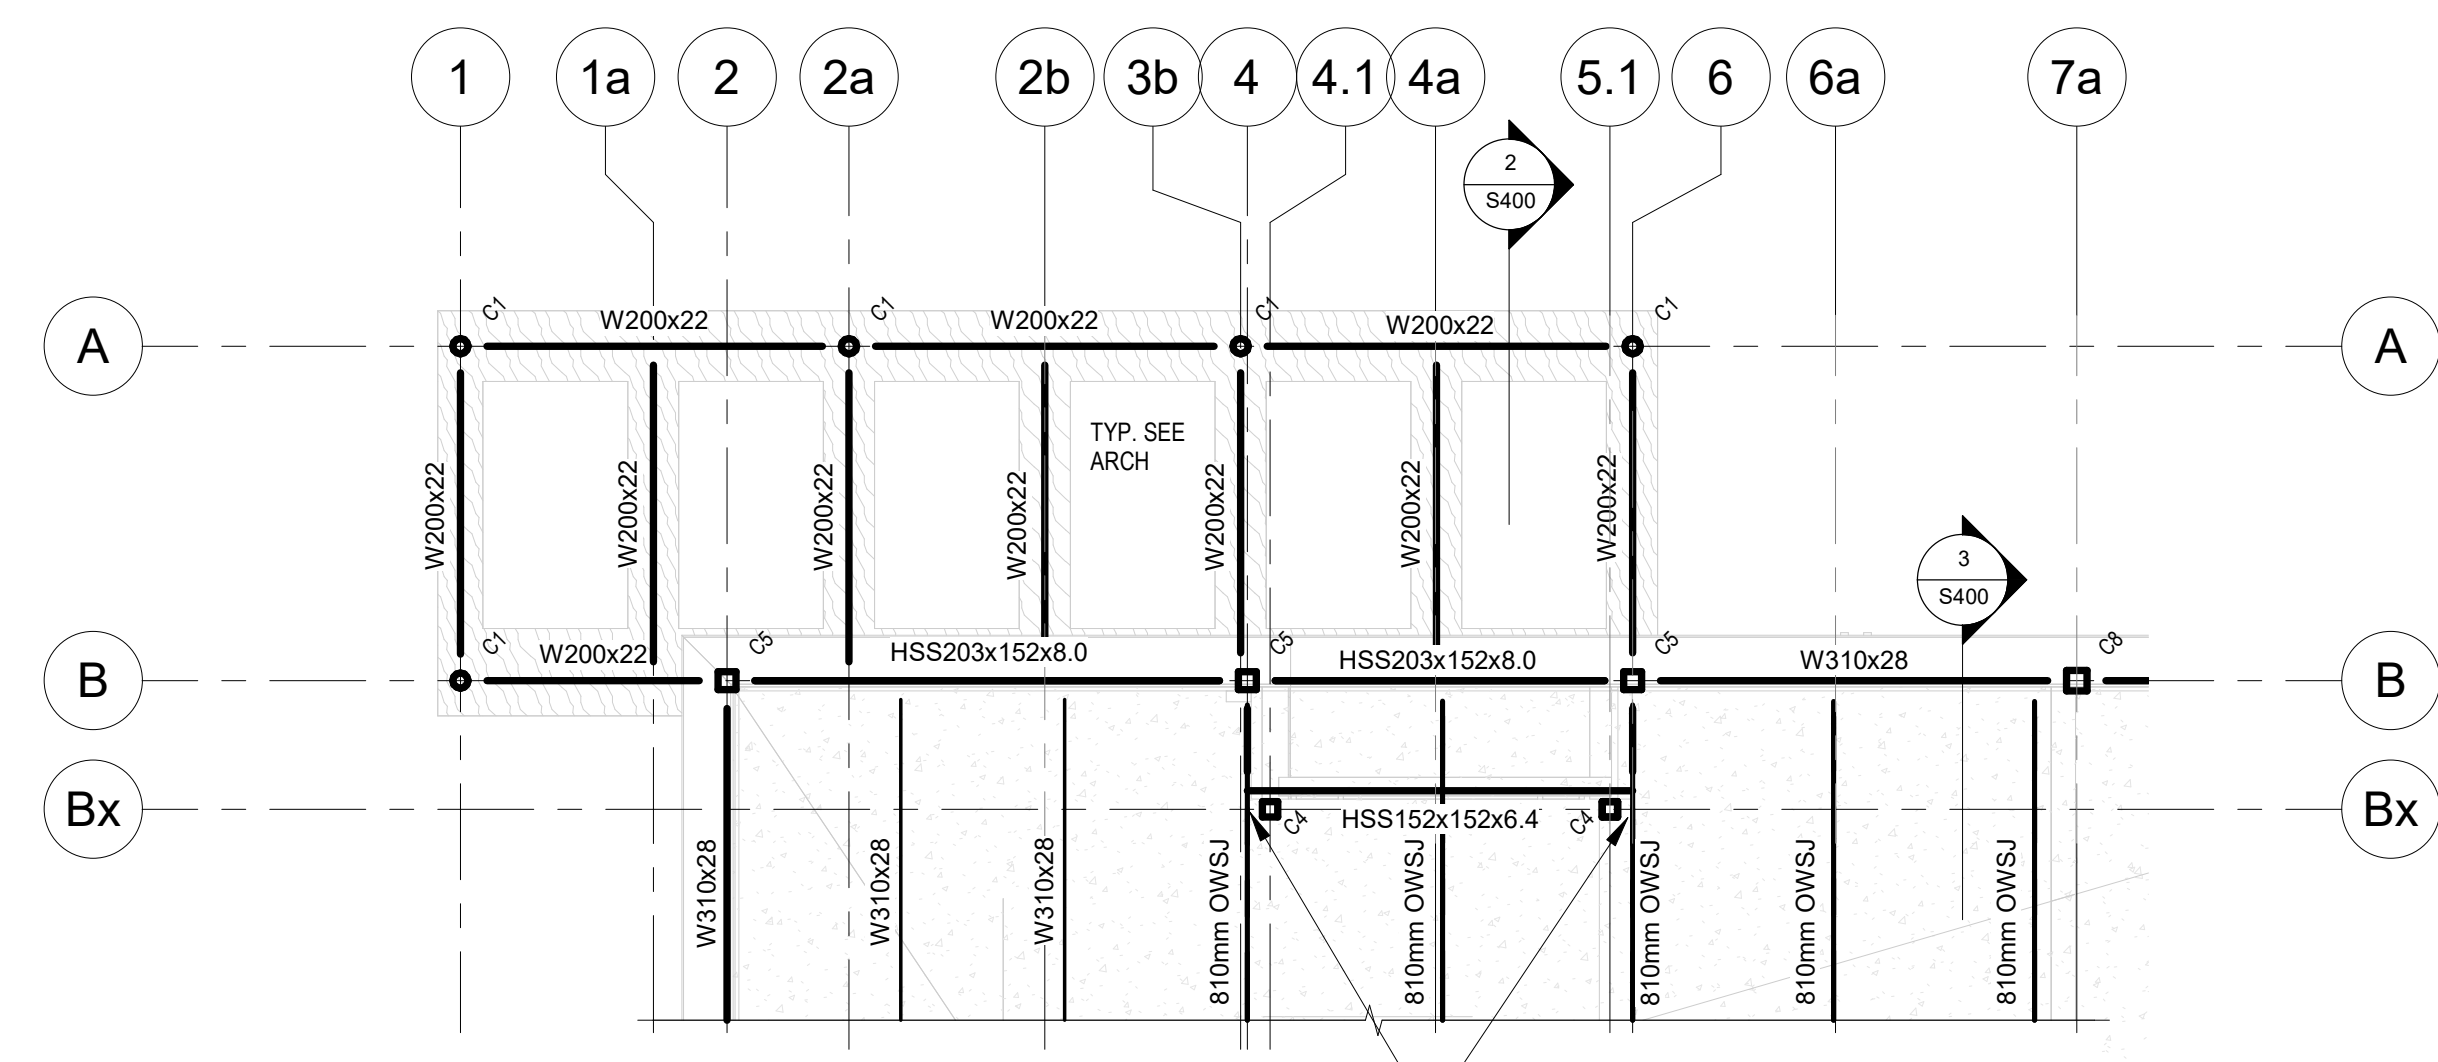 1
1a
2
2a
2b
3b
4
4.1
4a
5.1
6
6a
7a
2
S400
C1
C1
C1
C1
W200x22
W200x22
W200x22
A
A
TYP. SEE
ARCH
W200x22
W200x22
W200x22
W200x22
W200x22
W200x22
W200x22
3
S400
C1
C5
C5
C5
C8
W200x22
HSS203x152x8.0
HSS203x152x8.0
W310x28
B
B
Bx
Bx
C4
HSS152x152x6.4
C4
W310x28
W310x28
W310x28
810mm OWSJ
810mm OWSJ
810mm OWSJ
810mm OWSJ
810mm OWSJ